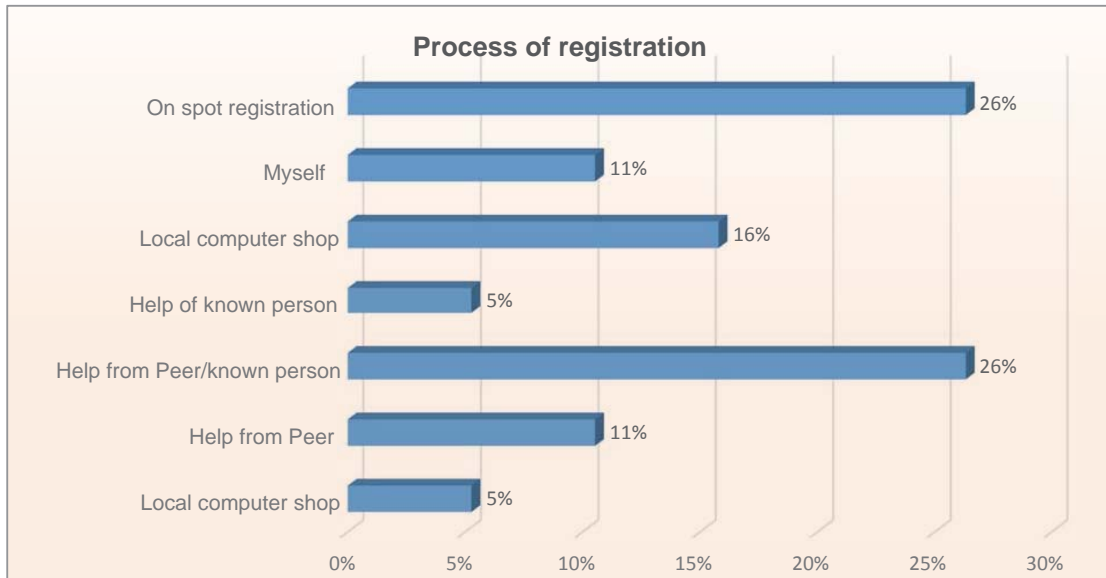 Process of registration
On spot registration 26%
Myself 11%
Local computer shop 16%
Help of known person 5%
Help from Peer/known person 26%
Help from Peer 11%
Local computer shop 5%
0% 5% 10% 15% 20% 25% 30%